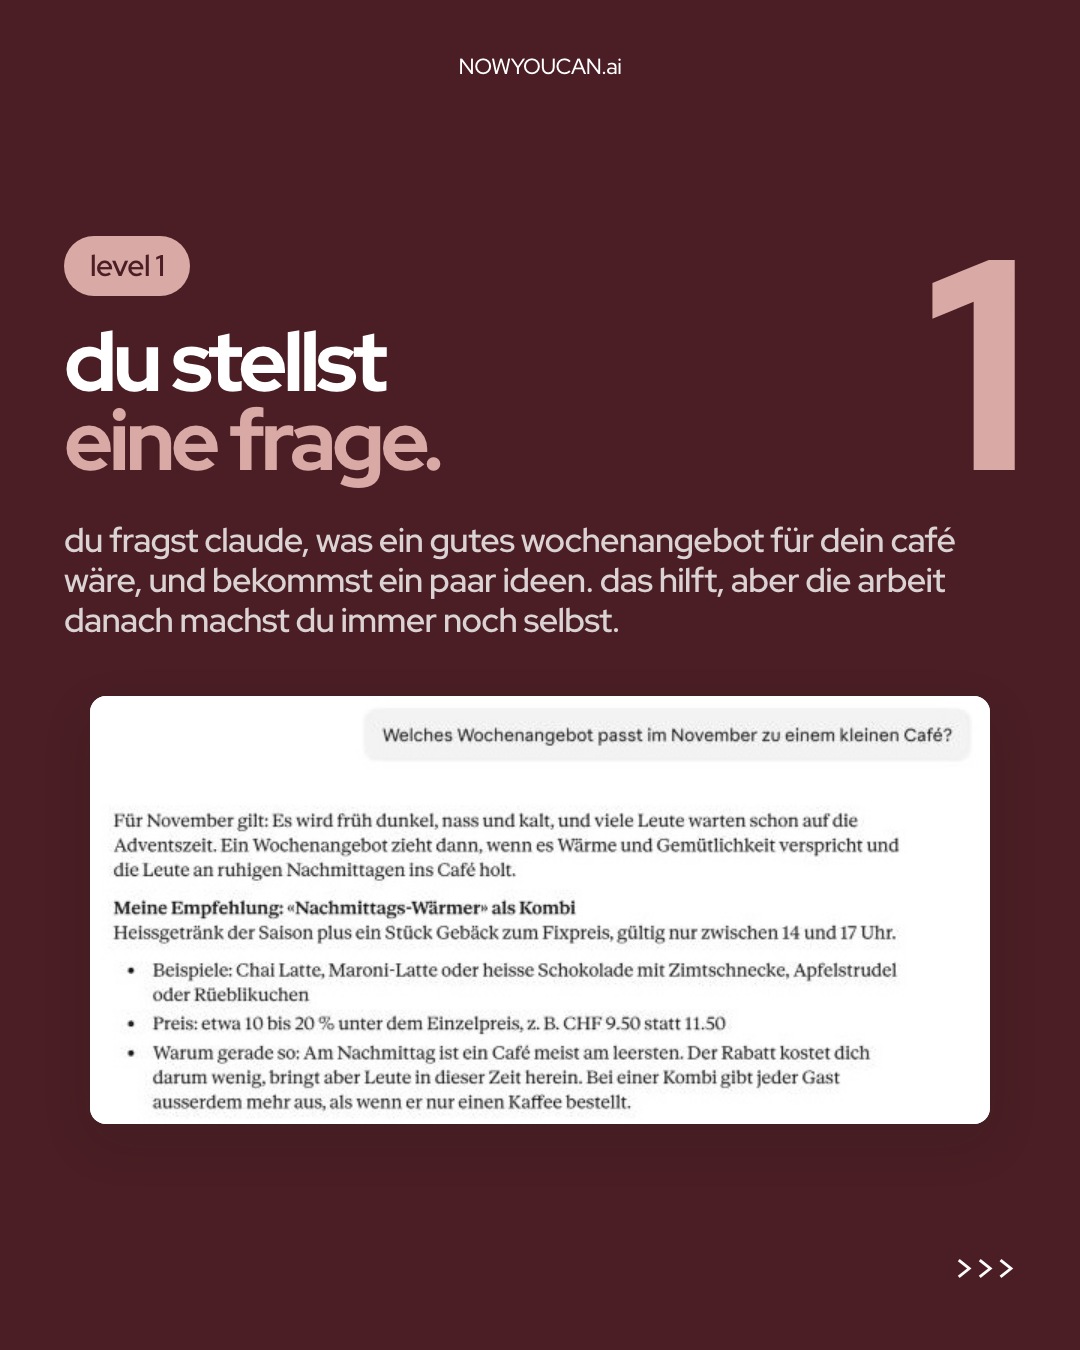 NOWYOUCAN.ai
level 1
1
du stellst
eine frage.
du fragst claude, was ein gutes wochenangebot für dein café
wäre, und bekommst ein paar ideen. das hilft, aber die arbeit
danach machst du immer noch selbst.
Welches Wochenangebot passt im November zu einem kleinen Café?
Für November gilt: Es wird früh dunkel, nass und kalt, und viele Leute warten schon auf die
Adventszeit. Ein Wochenangebot zieht dann, wenn es Wärme und Gemütlichkeit verspricht und
die Leute an ruhigen Nachmittagen ins Café holt.
Meine Empfehlung: «Nachmittags-Wärmer» als Kombi
Heissgetränk der Saison plus ein Stück Gebäck zum Fixpreis, gültig nur zwischen 14 und 17 Uhr.
• Beispiele: Chai Latte, Maroni-Latte oder heisse Schokolade mit Zimtschnecke, Apfelstrudel
oder Rüeblikuchen
• Preis: etwa 10 bis 20 % unter dem Einzelpreis, z. B. CHF 9.50 statt 11.50
• Warum gerade so: Am Nachmittag ist ein Café meist am leersten. Der Rabatt kostet dich
darum wenig, bringt aber Leute in dieser Zeit herein. Bei einer Kombi gibt jeder Gast
ausserdem mehr aus, als wenn er nur einen Kaffee bestellt.
>>>